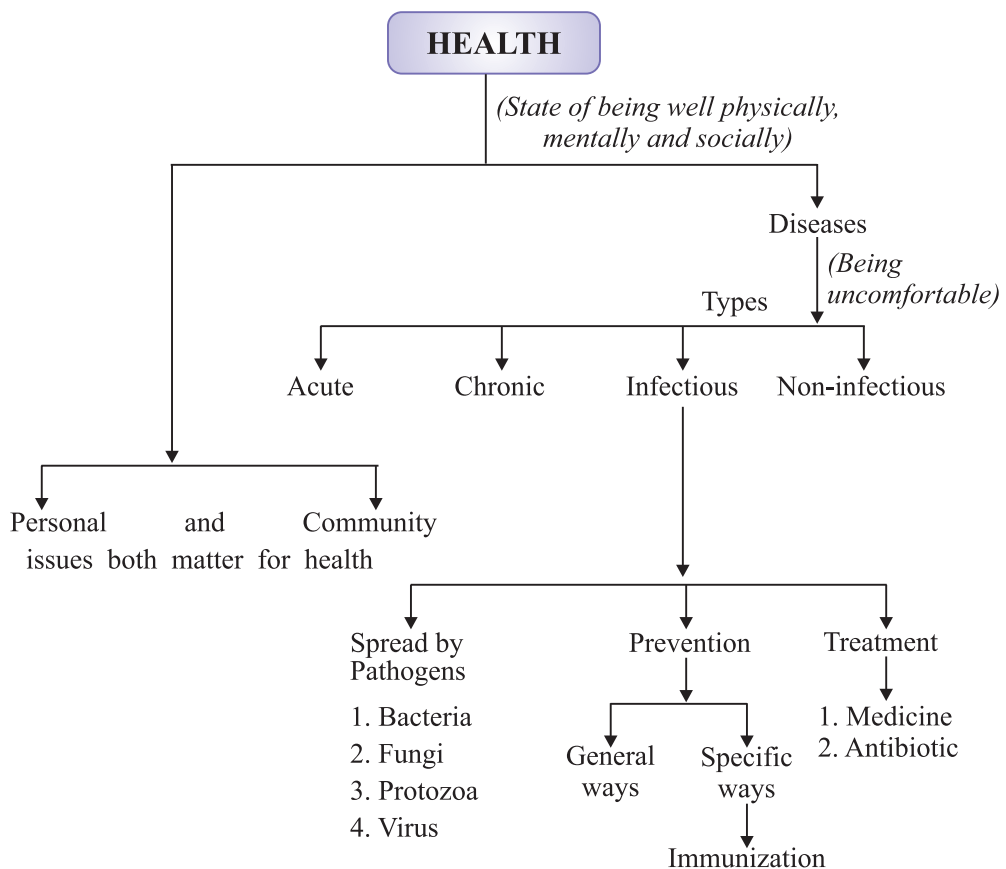 HEALTH
(State of being well physically,
mentally and socially)
Diseases
(Being
uncomfortable)
Types
Acute
Chronic
Infectious
Non-infectious
Personal and Community
issues both matter for health
Spread by
Pathogens
1. Bacteria
2. Fungi
3. Protozoa
4. Virus
Prevention
General
ways
Specific
ways
Immunization
Treatment
1. Medicine
2. Antibiotic